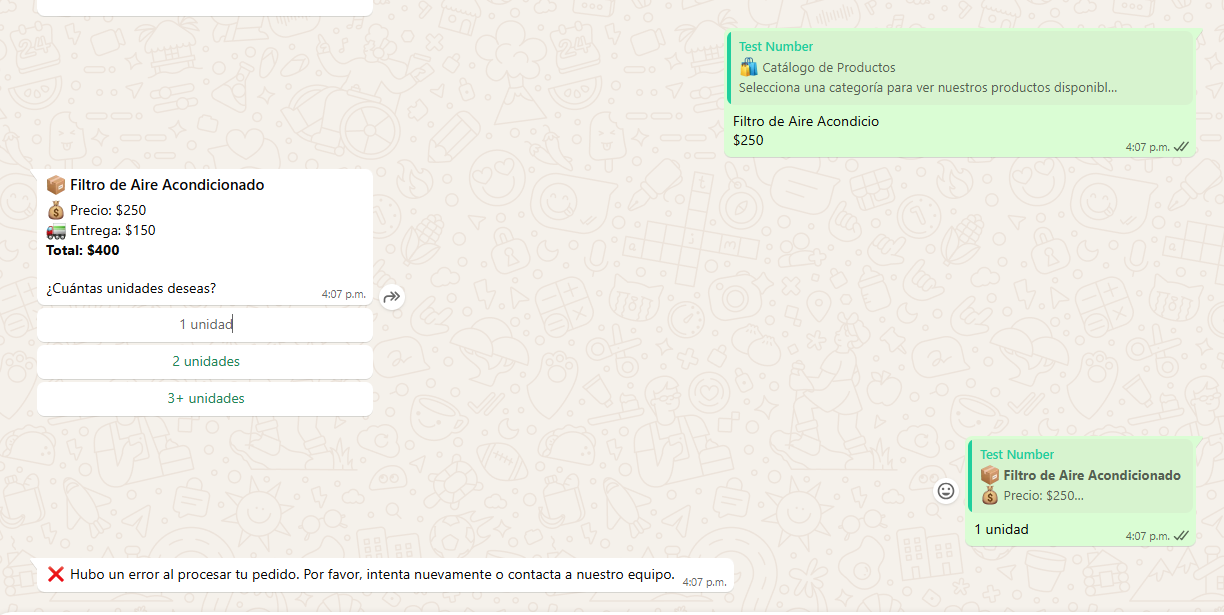 Test Number
🛍️ Catálogo de Productos
Selecciona una categoría para ver nuestros productos disponibl...
Filtro de Aire Acondicio
$250
4:07 p.m.
📦 Filtro de Aire Acondicionado
💰 Precio: $250
🚛 Entrega: $150
Total: $400
¿Cuántas unidades deseas?
4:07 p.m.
1 unidad
2 unidades
3+ unidades
Test Number
📦 Filtro de Aire Acondicionado
💰 Precio: $250...
1 unidad
4:07 p.m.
❌ Hubo un error al procesar tu pedido. Por favor, intenta nuevamente o contacta a nuestro equipo.
4:07 p.m.